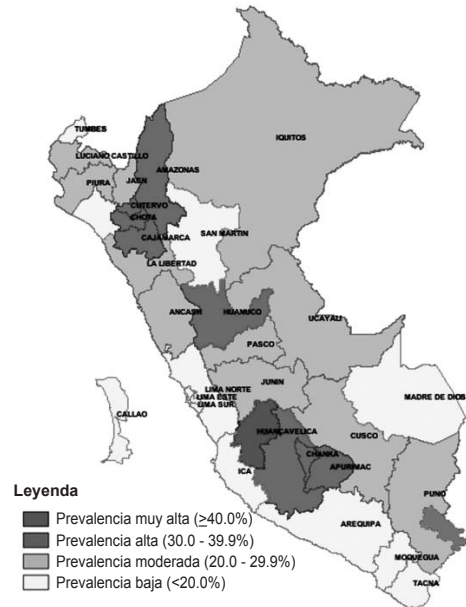 TUMBES
IQUITOS
LUCIANO CASTILLO
AMAZONAS
PIURA
JAEN
CUTERVO
CHOTA
SAN MARTIN
CAJAMARCA
LA LIBERTAD
ANCASH
HUANUCO
UCAYALI
PASCO
LIMA NORTE
JUNIN
LIMA ESTE
LIMA SUR
MADRE DE DIOS
CALLAO
HUANCAVELICA
CUSCO
CHANKA
APURIMAC
ICA
PUNO
AREQUIPA
MOQUEGUA
TACNA
Leyenda
Prevalencia muy alta (≥40.0%)
Prevalencia alta (30.0 - 39.9%)
Prevalencia moderada (20.0 - 29.9%)
Prevalencia baja (<20.0%)